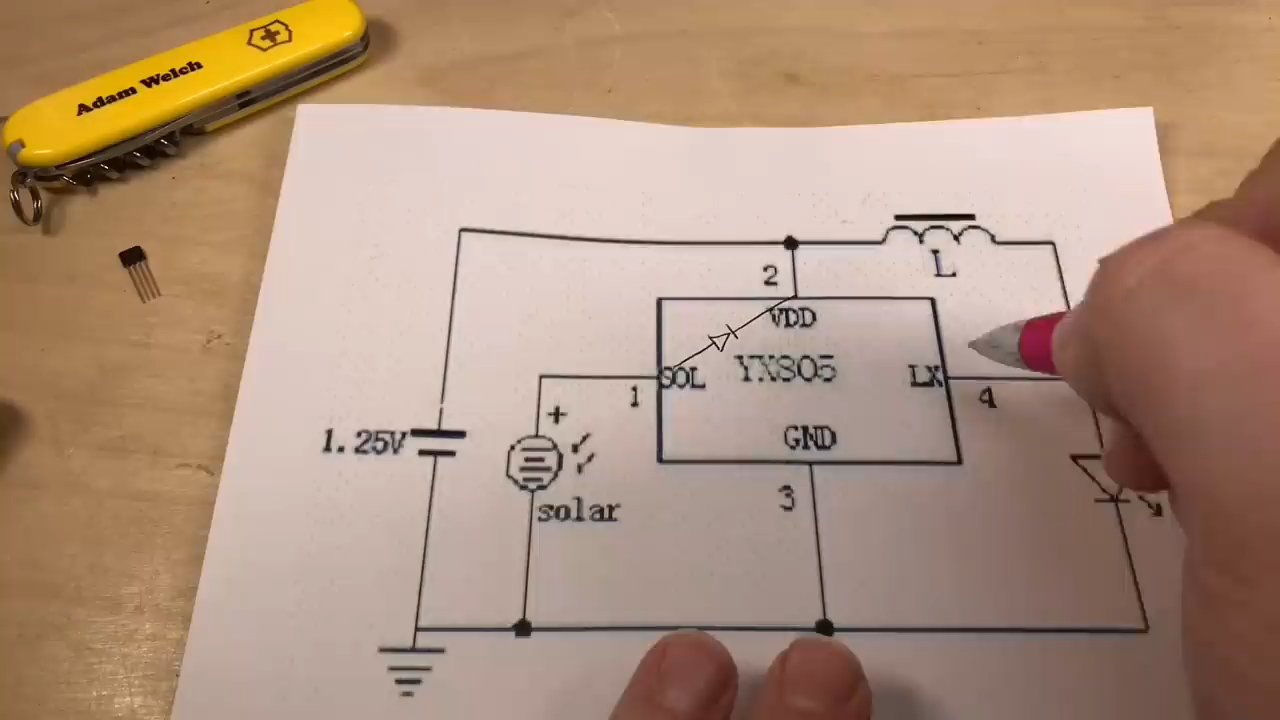 Adam Welch
L
2
VDD
SOL
YX805
LX
1
4
+
GND
1.25V
3
solar